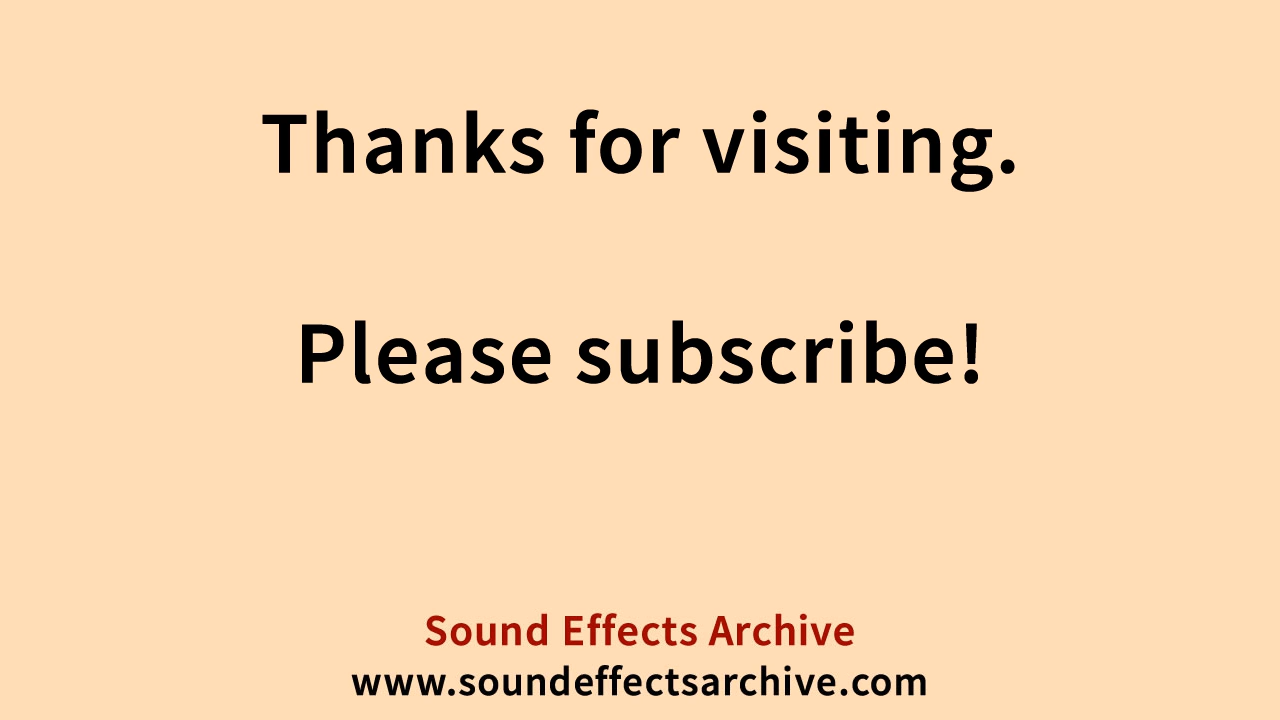 Thanks for visiting.
Please subscribe!
Sound Effects Archive
www.soundeffectsarchive.com